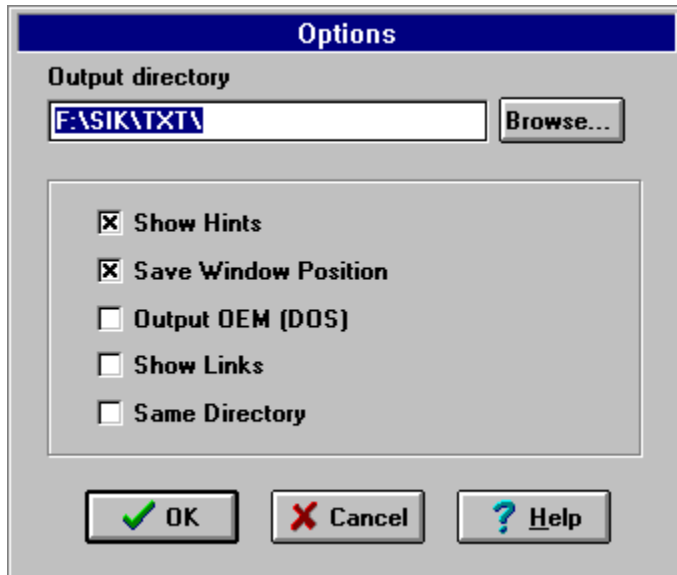 Options
Output directory
F:\SIK\TXT\
Browse...
Show Hints
Save Window Position
Output OEM (DOS)
Show Links
Same Directory
OK
Cancel
Help